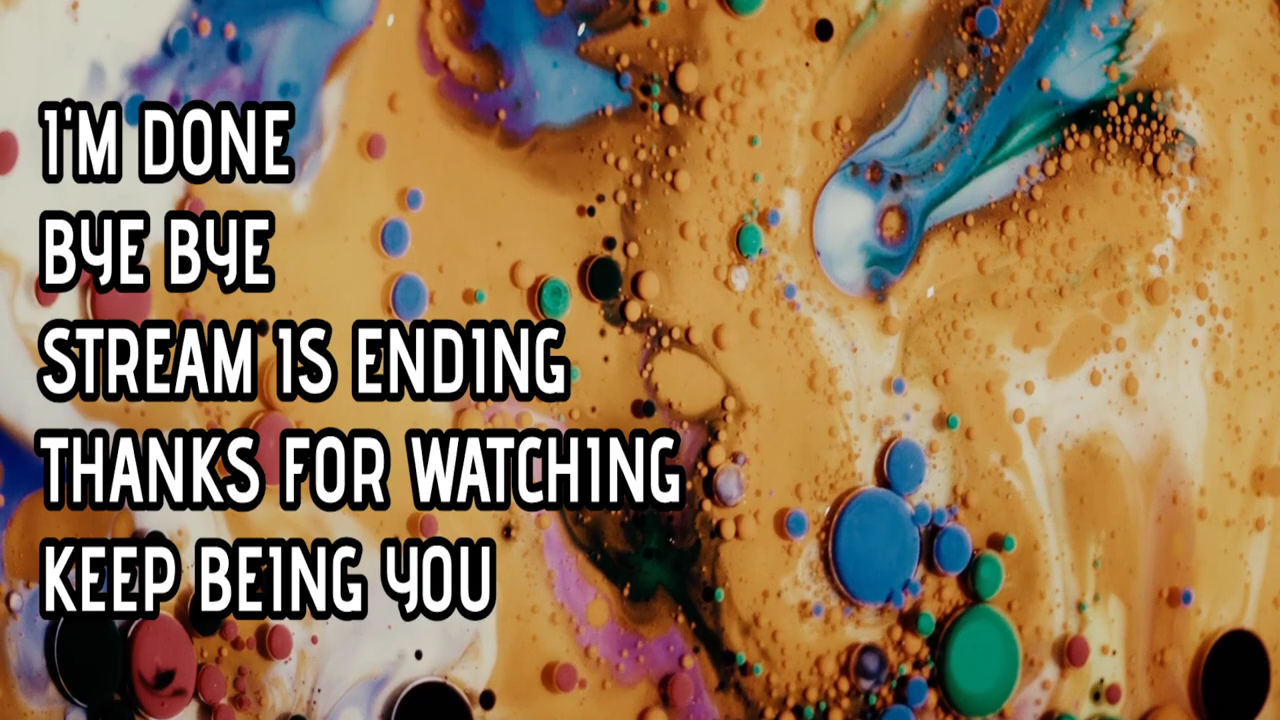 I'M DONE
BYE BYE
STREAM IS ENDING
THANKS FOR WATCHING
KEEP BEING YOU